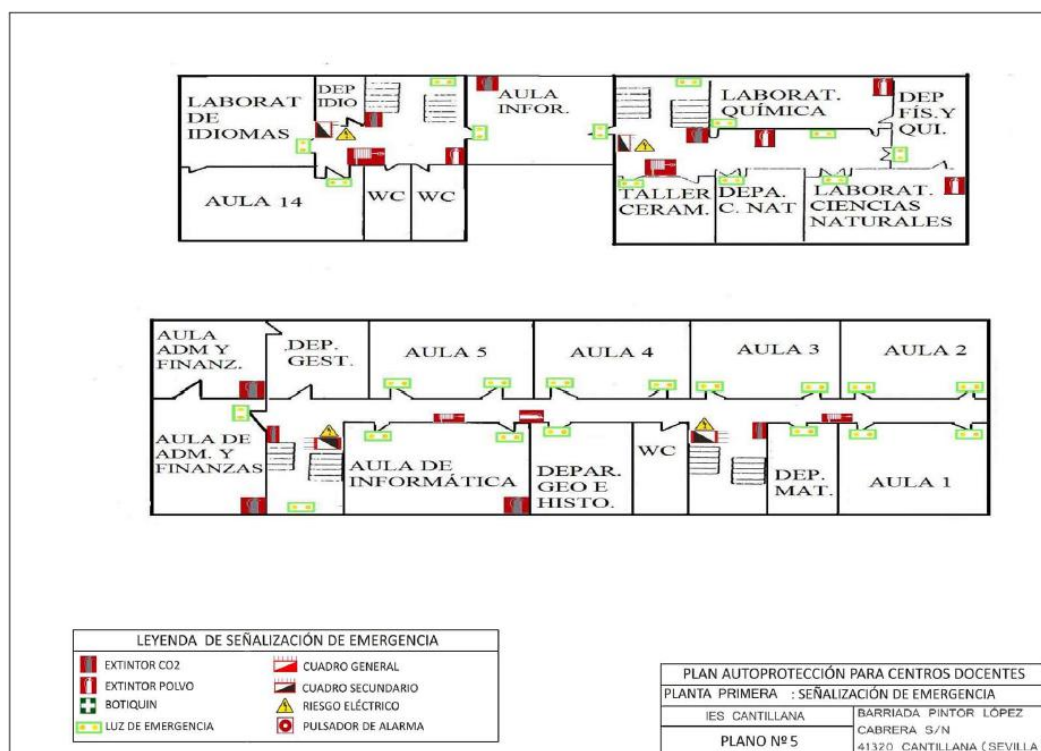 LABORAT
DE
IDIOMAS
DEP
IDIO
AULA
INFOR.
LABORAT.
QUÍMICA
DEP
FÍS. Y
QUI.
AULA 14
WC
WC
TALLER
CERAM.
DEPA.
C. NAT
LABORAT.
CIENCIAS
NATURALES
AULA
ADM Y
FINANZ.
.DEP.
GEST.
AULA 5
AULA 4
AULA 3
AULA 2
AULA DE
ADM. Y
FINANZAS
AULA DE
INFORMÁTICA
DEPAR.
GEO E
HISTO.
WC
DEP.
MAT.
AULA 1
LEYENDA DE SEÑALIZACIÓN DE EMERGENCIA
EXTINTOR CO2
CUADRO GENERAL
EXTINTOR POLVO
CUADRO SECUNDARIO
BOTIQUIN
RIESGO ELÉCTRICO
LUZ DE EMERGENCIA
PULSADOR DE ALARMA
PLAN AUTOPROTECCIÓN PARA CENTROS DOCENTES
PLANTA PRIMERA : SEÑALIZACIÓN DE EMERGENCIA
IES CANTILLANA
PLANO Nº 5
BARRIADA PINTOR LÓPEZ
CABRERA S/N
41320 CANTILLANA (SEVILLA